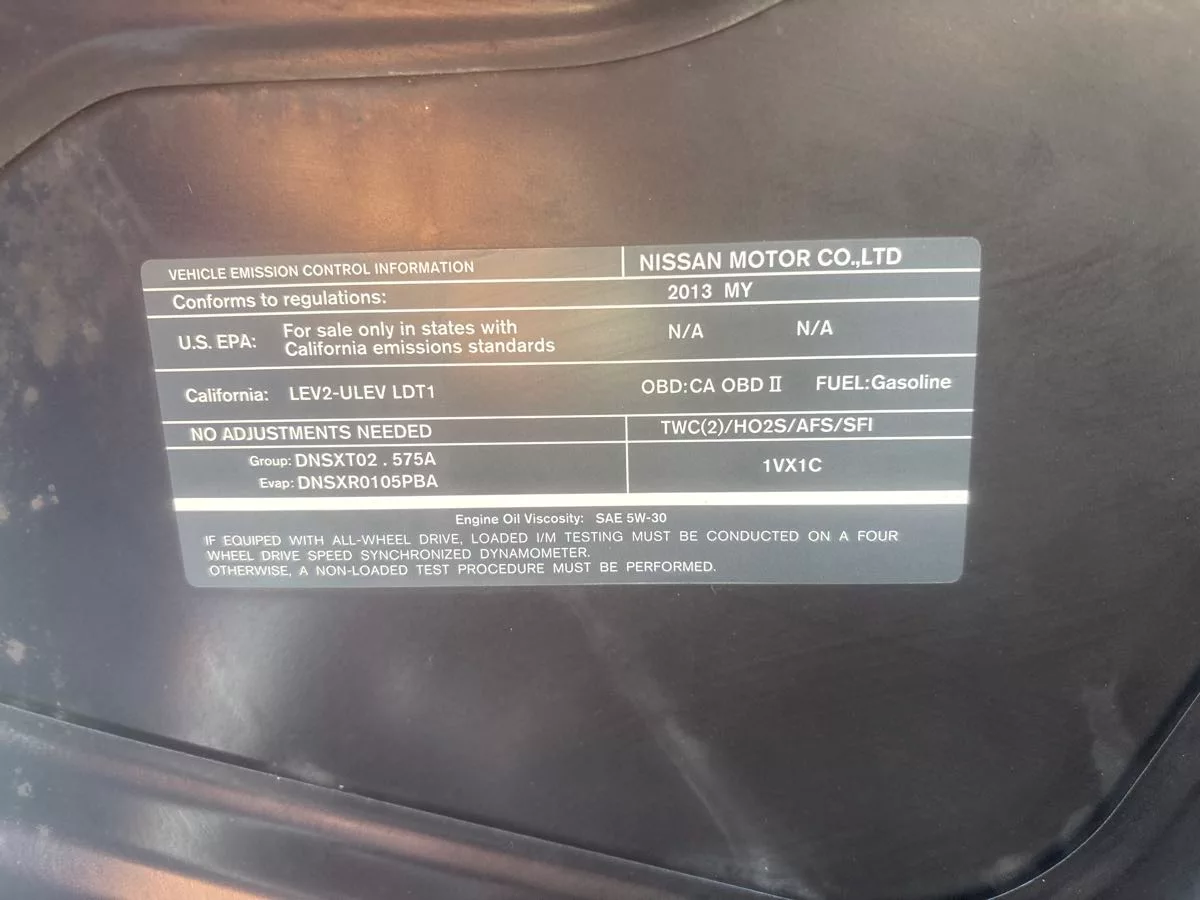 VEHICLE EMISSION CONTROL INFORMATION
NISSAN MOTOR CO.,LTD
Conforms to regulations:
2013 MY
U.S. EPA:
For sale only in states with
California emissions standards
N/A
N/A
California: LEV2-ULEV LDT1
OBD:CA OBD II
FUEL:Gasoline
NO ADJUSTMENTS NEEDED
TWC(2)/HO2S/AFS/SFI
Group: DNSXT02 . 575A
Evap: DNSXR0105PBA
1VX1C
Engine Oil Viscosity: SAE 5W-30
IF EQUIPED WITH ALL-WHEEL DRIVE, LOADED I/M TESTING MUST BE CONDUCTED ON A FOUR
WHEEL DRIVE SPEED SYNCHRONIZED DYNAMOMETER.
OTHERWISE, A NON-LOADED TEST PROCEDURE MUST BE PERFORMED.